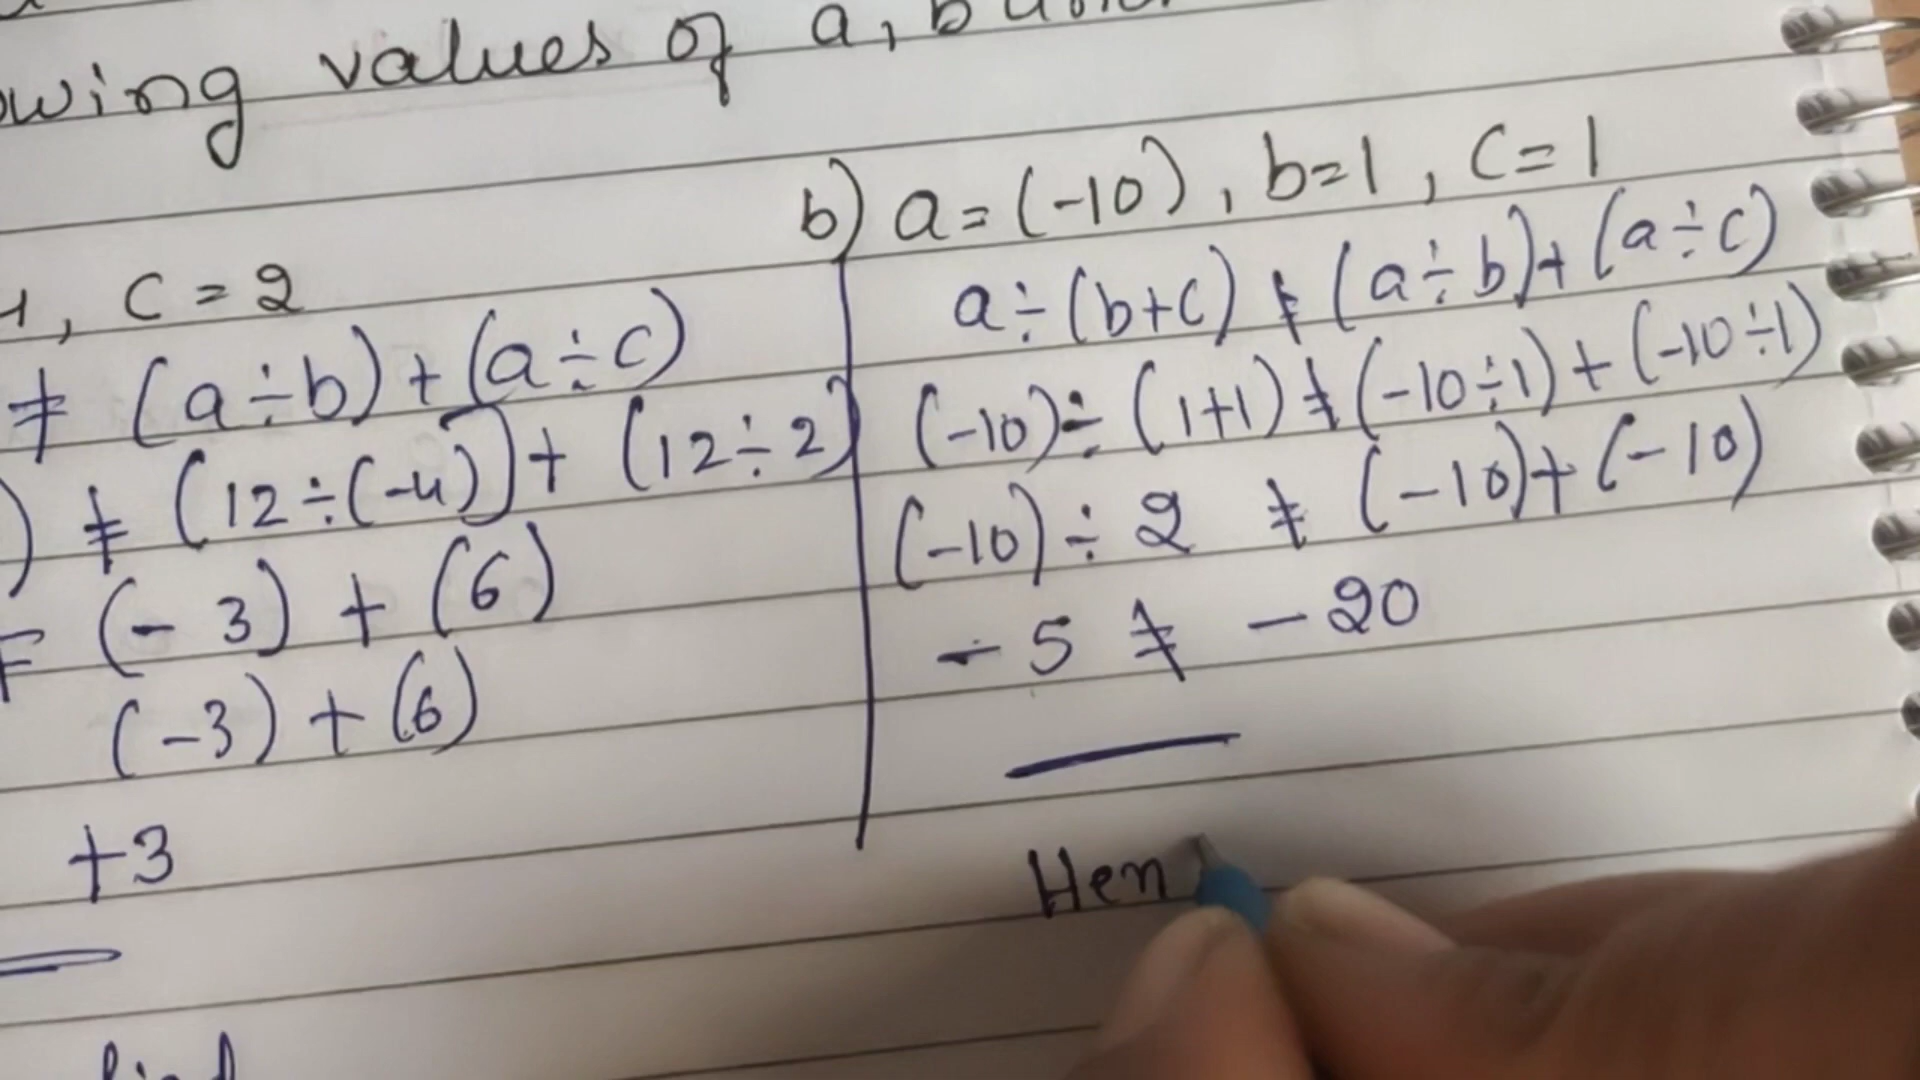 owing values of a, b
, C = 2
≠ (a÷b)+(a÷c)
) ≠ (12÷(-4)]+ (12÷2)
= (-3) + (6)
(-3)+(6)
+3
b) a=(-10), b=1, C=1
a÷(b+c) ≠ (a÷b)+(a÷c)
(-10)÷(1+1)≠(-10÷1)+(-10÷1)
(-10)÷2 ≠ (-10)+(-10)
-5 ≠ -20
Hen